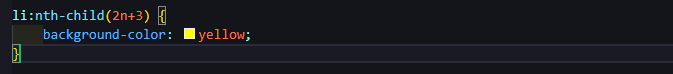 li:nth-child(2n+3) {
    background-color: yellow;
}